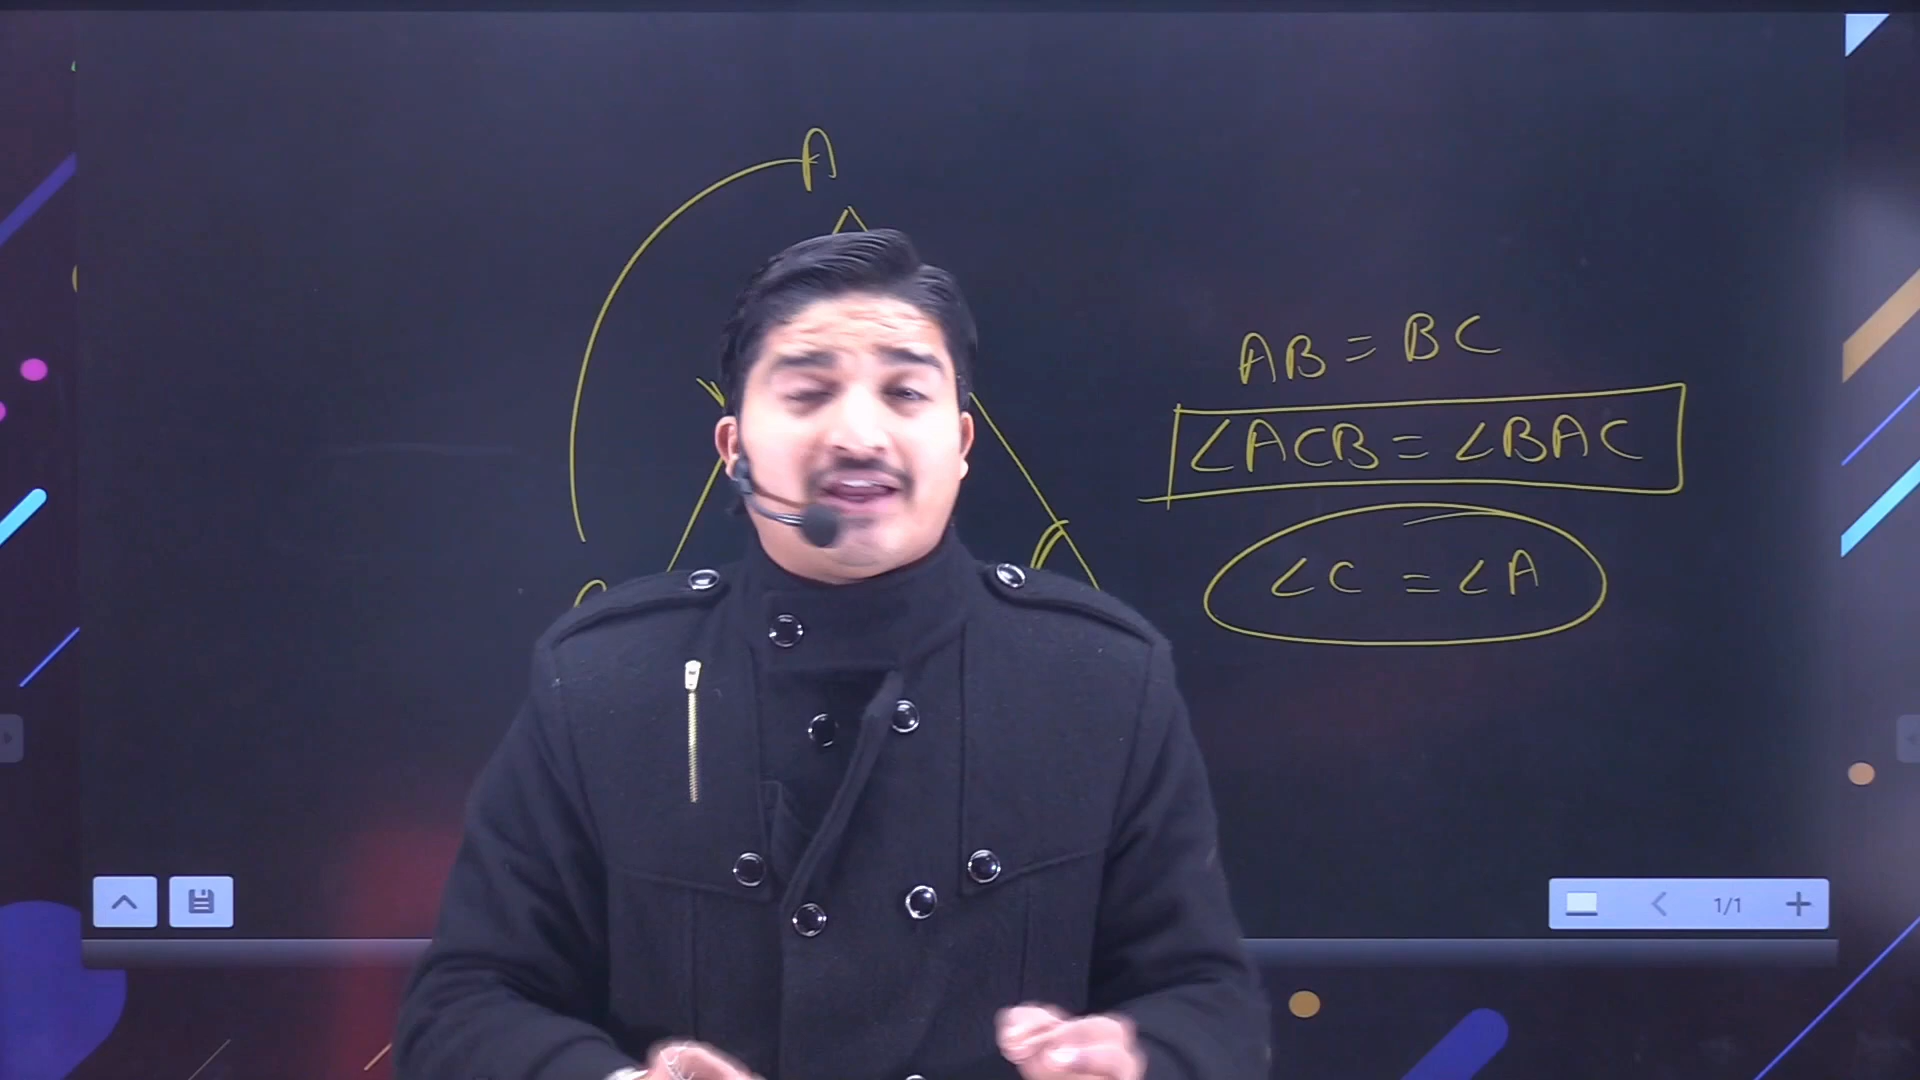 A
AB = BC
∠ACB = ∠BAC
∠C = ∠A
1/1